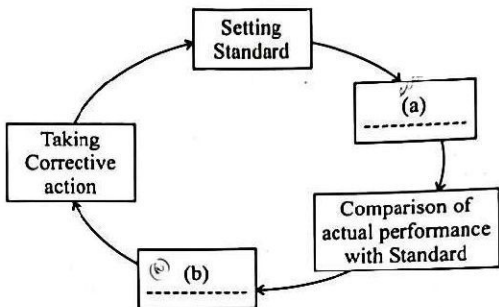 Setting
Standard
(a)
Taking
Corrective
action
Comparison of
actual performance
with Standard
(b)